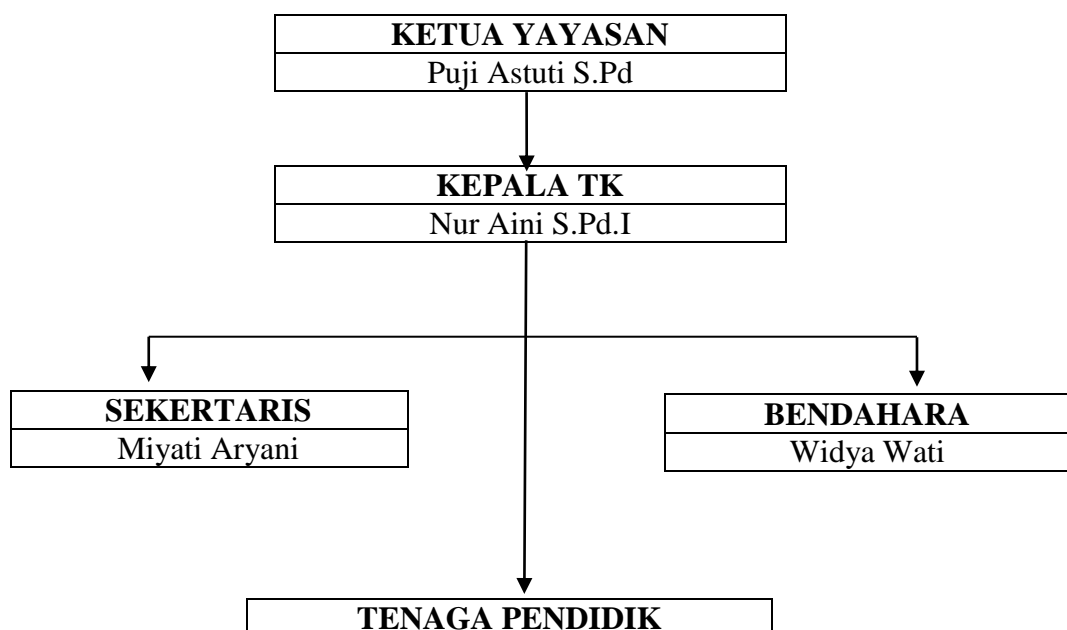 KETUA YAYASAN
Puji Astuti S.Pd
KEPALA TK
Nur Aini S.Pd.I
SEKERTARIS
Miyati Aryani
BENDAHARA
Widya Wati
TENAGA PENDIDIK